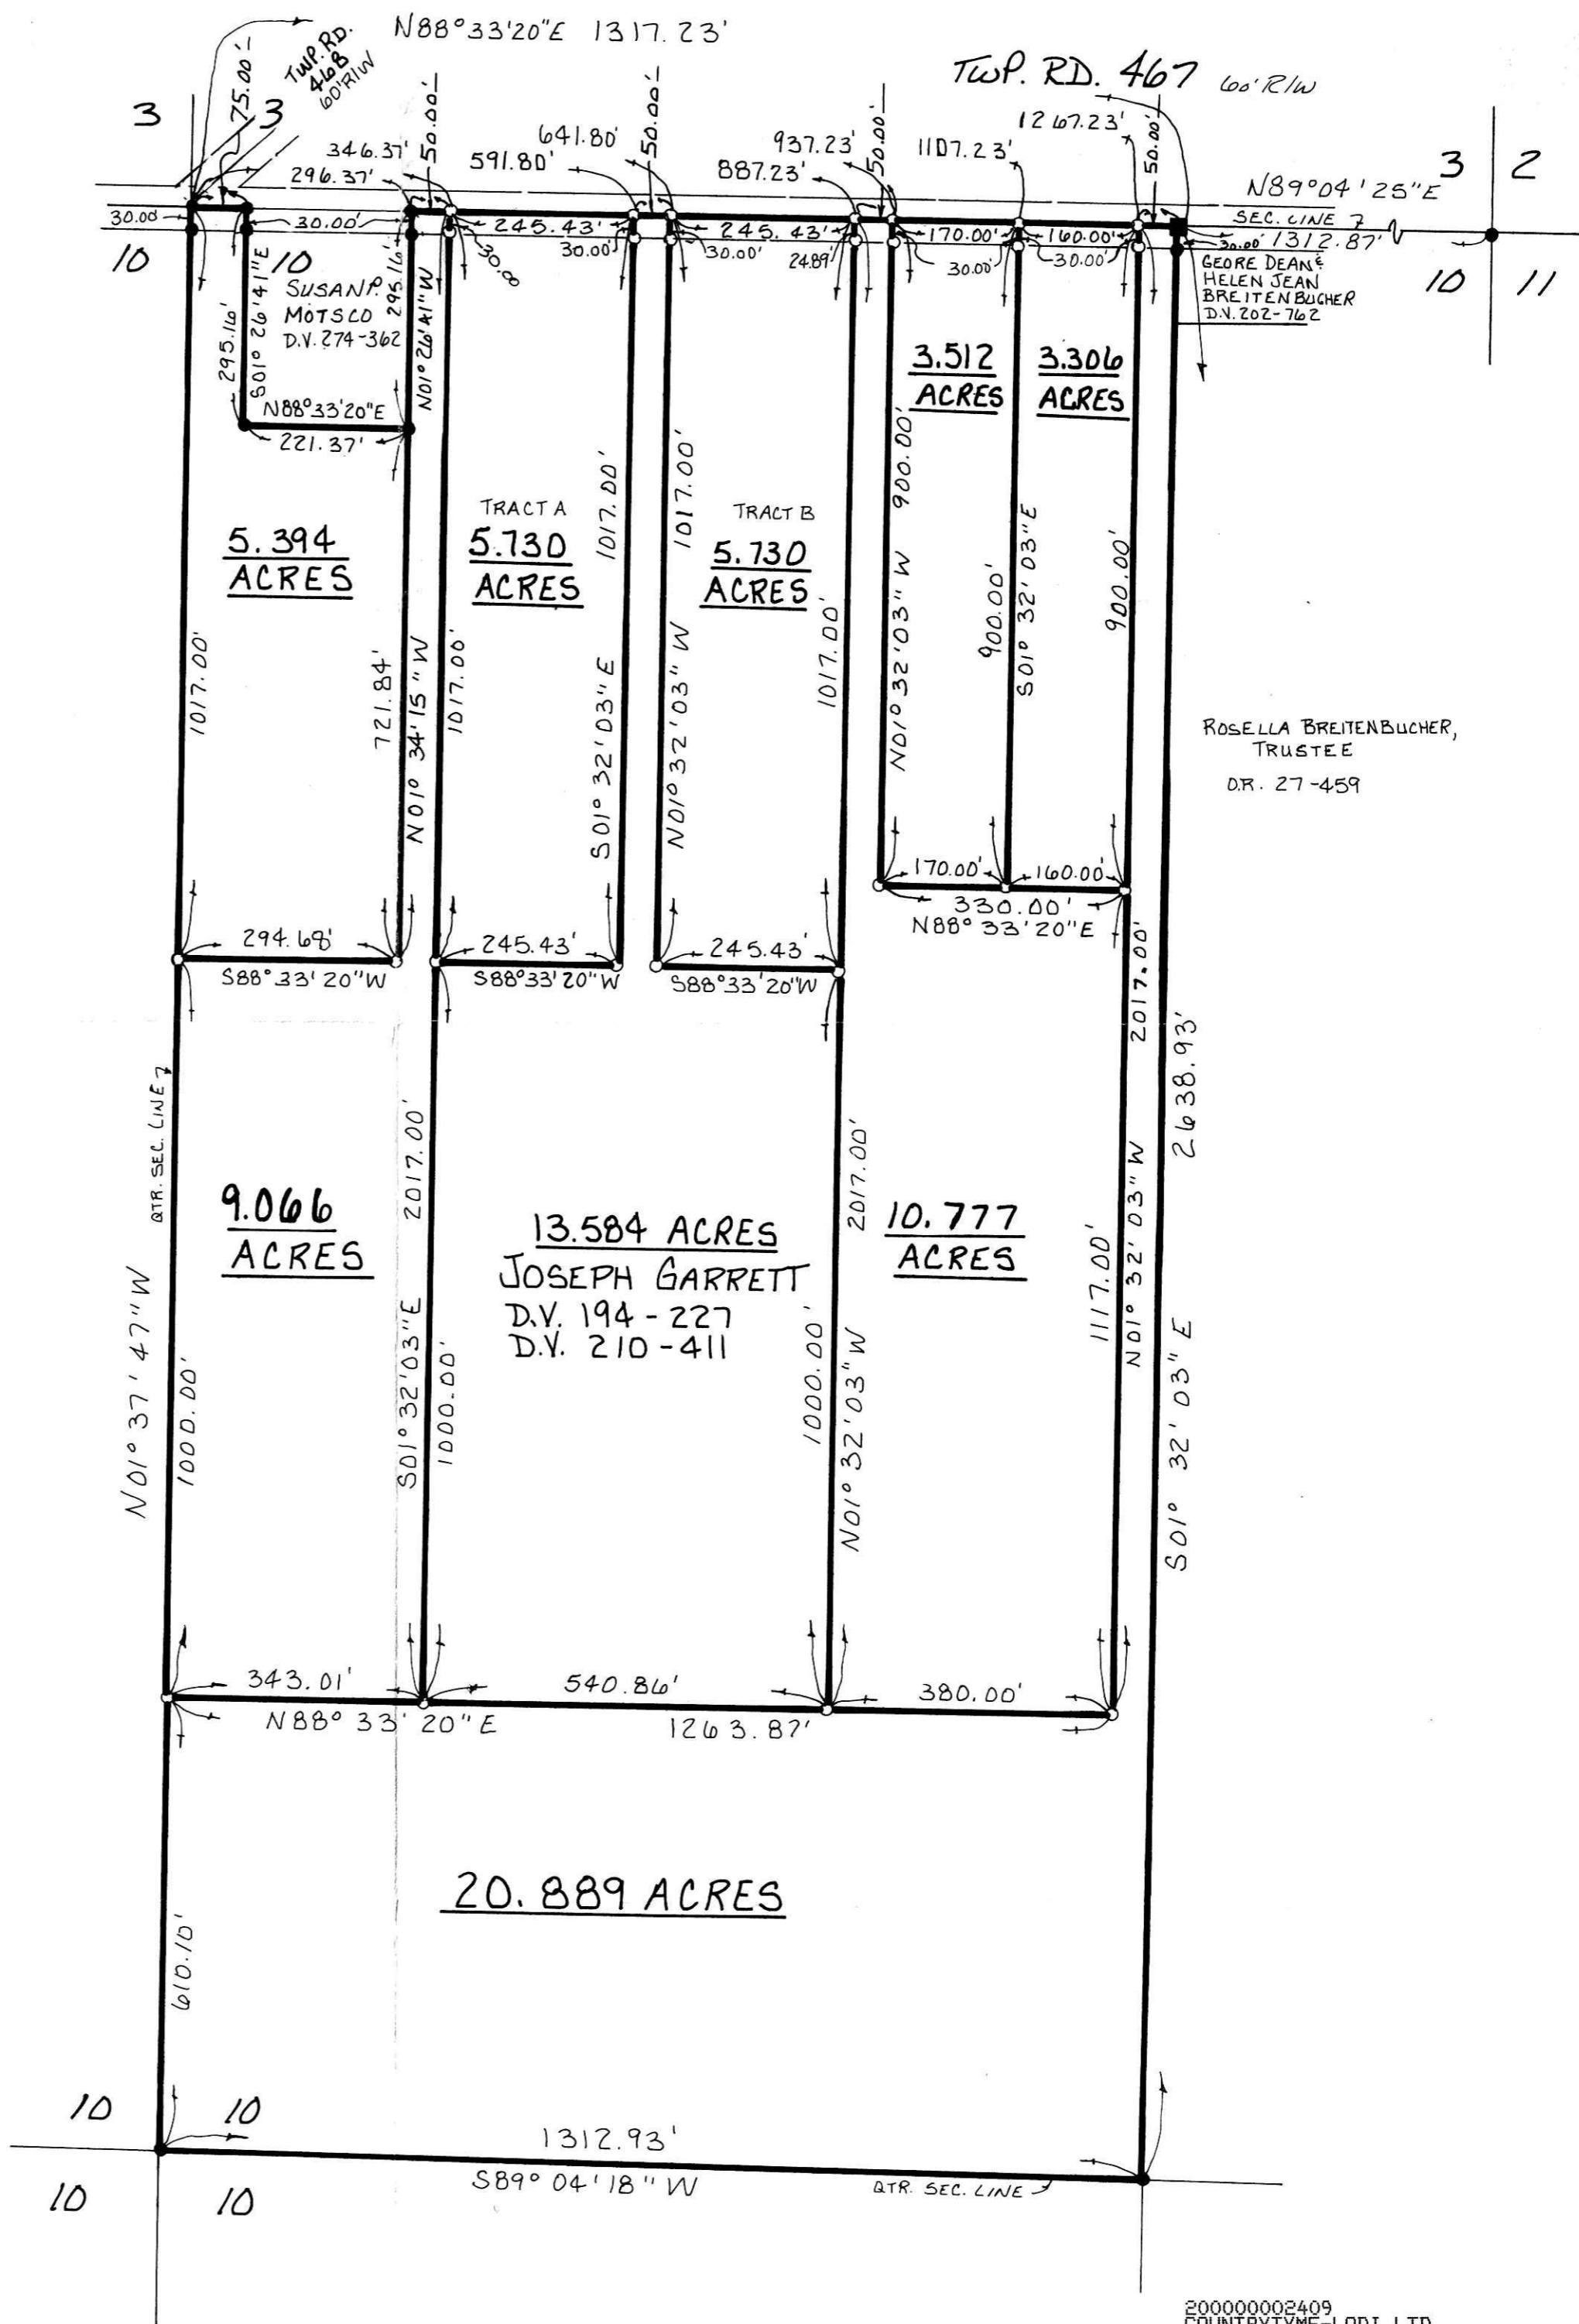 N88°33'20"E 1317.23'
TWP. RD.
468
60'R/W
75.00'
TWP. RD. 467 60' R/W
3
3
346.37'
296.37'
50.00'
591.80'
641.80'
50.00'
937.23'
887.23'
50.00'
1107.23'
1267.23'
50.00'
3
2
N89°04'25"E
SEC. LINE
1312.87'
30.00'
30.00'
245.43'
30.00
30.00'
30.00'
245.43'
24.89'
170.00'
30.00'
160.00'
30.00'
30.00'
10
10
10
11
GEORE DEAN &
HELEN JEAN
BREITENBUCHER
D.V. 202-762
SUSAN P.
MOTSCO
D.V. 274-362
295.16'
S01°26'41"E
295.16'
N01°26'41"W
N88°33'20"E
221.37'
3.512
ACRES
3.306
ACRES
5.394
ACRES
TRACT A
5.730
ACRES
TRACT B
5.730
ACRES
1017.00'
721.84'
N01°34'15"W
1017.00'
1017.00'
S01°32'03"E
1017.00'
N01°32'03"W
1017.00'
900.00'
N01°32'03"W
900.00'
S01°32'03"E
900.00'
ROSELLA BREITENBUCHER,
TRUSTEE
O.R. 27-459
170.00'
160.00'
330.00'
N88°33'20"E
294.68'
S88°33'20"W
245.43'
S88°33'20"W
245.43'
S88°33'20"W
2017.00'
2638.93'
QTR. SEC. LINE
2017.00'
2017.00'
9.066
ACRES
13.584 ACRES
JOSEPH GARRETT
D.V. 194-227
D.V. 210-411
10.777
ACRES
N01°37'47"W
1000.00'
S01°32'03"E
1000.00'
1000.00'
N01°32'03"W
1117.00'
N01°32'03"W
S01°32'03"E
343.01'
540.86'
380.00'
N88°33'20"E
1263.87'
20.889 ACRES
610.10'
10
10
1312.93'
S89°04'18"W
QTR. SEC. LINE
10
10
200000002409
COUNTRYTYME-LODI LTD